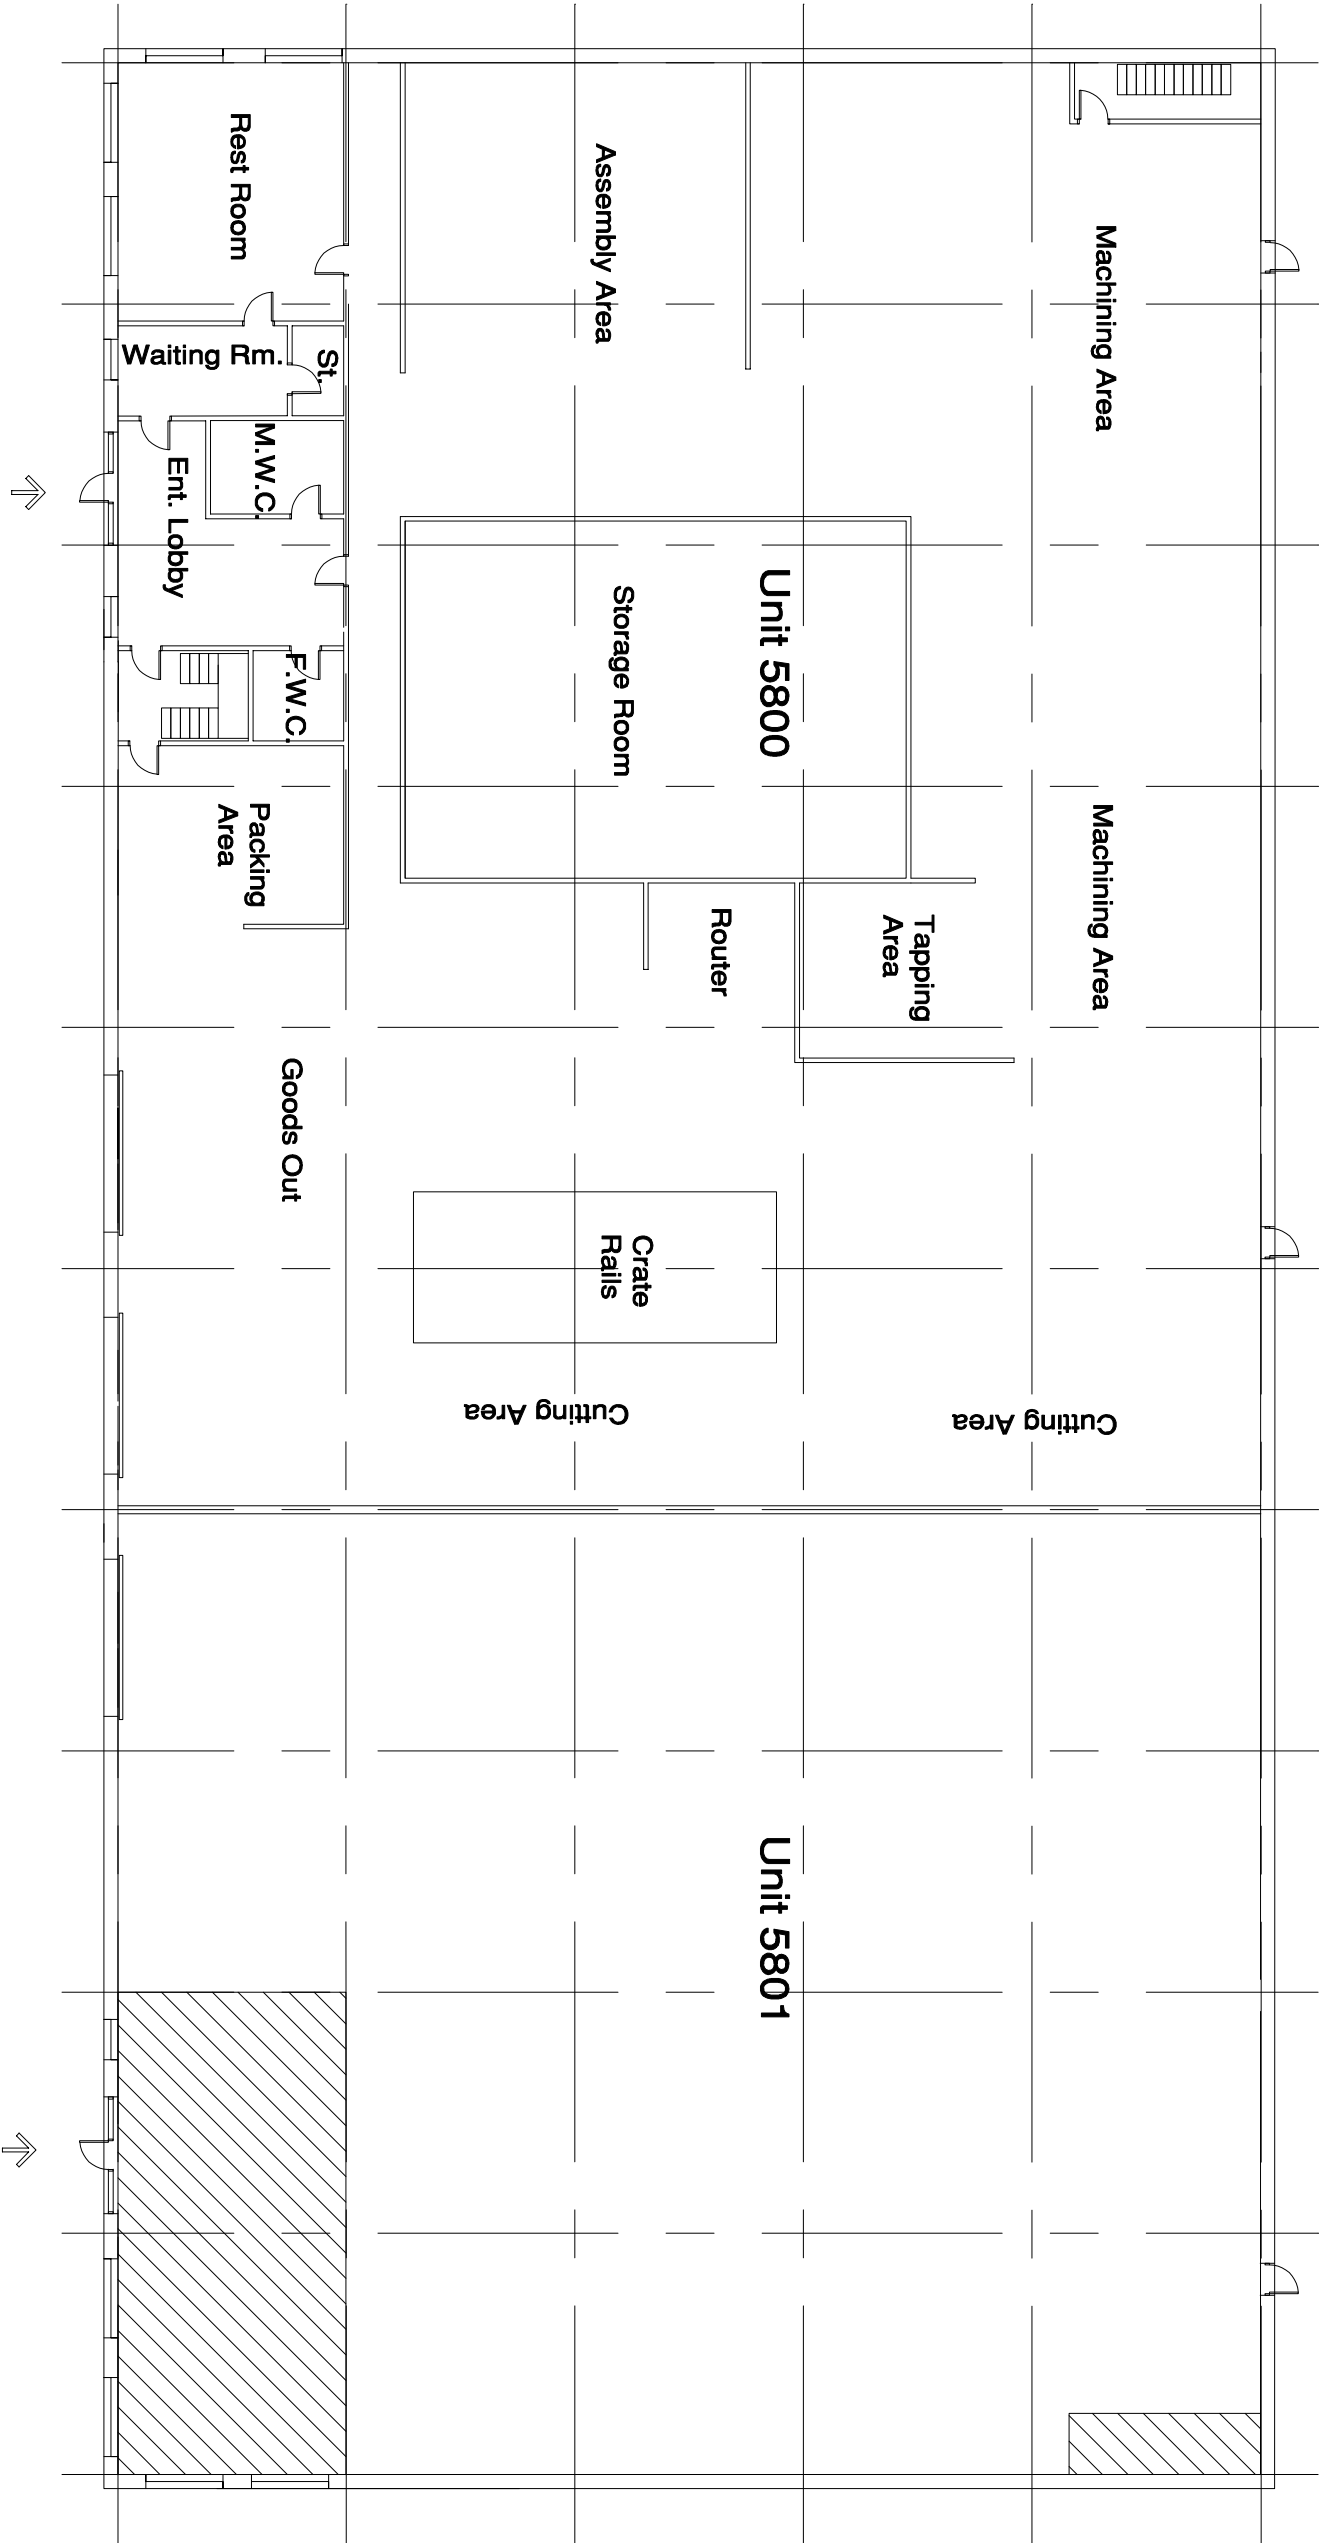 Rest Room
Assembly Area
Machining Area
Waiting Rm.
St.
M.W.C.
Ent. Lobby
Unit 5800
Storage Room
F.W.C.
Packing
Area
Machining Area
Router
Tapping
Area
Goods Out
Crate
Rails
Cutting Area
Cutting Area
Unit 5801